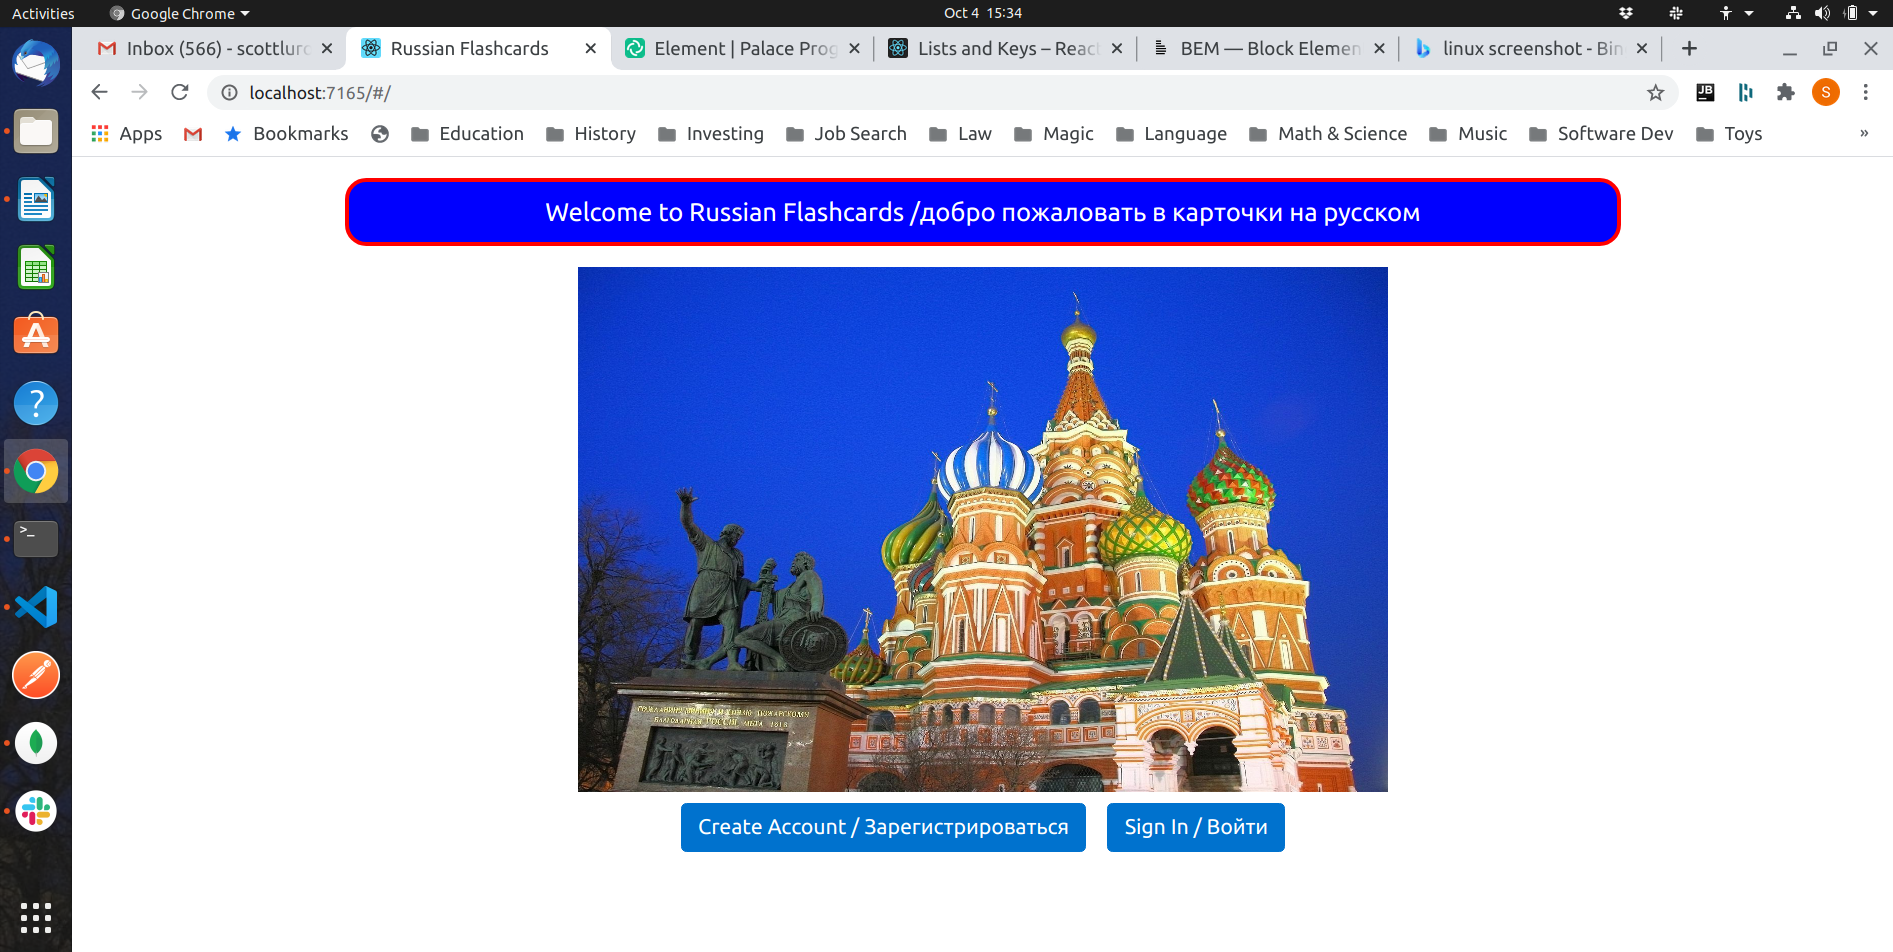 Activities
Google Chrome
Oct 4 15:34
Inbox (566) - scottlurc
Russian Flashcards
Element | Palace Prog
Lists and Keys – Reac
BEM — Block Elemen
linux screenshot - Bin
localhost:7165/#/
JB
S
Apps
Bookmarks
Education
History
Investing
Job Search
Law
Magic
Language
Math & Science
Music
Software Dev
Toys
»
Welcome to Russian Flashcards /добро пожаловать в карточки на русском
Create Account / Зарегистрироваться
Sign In / Войти